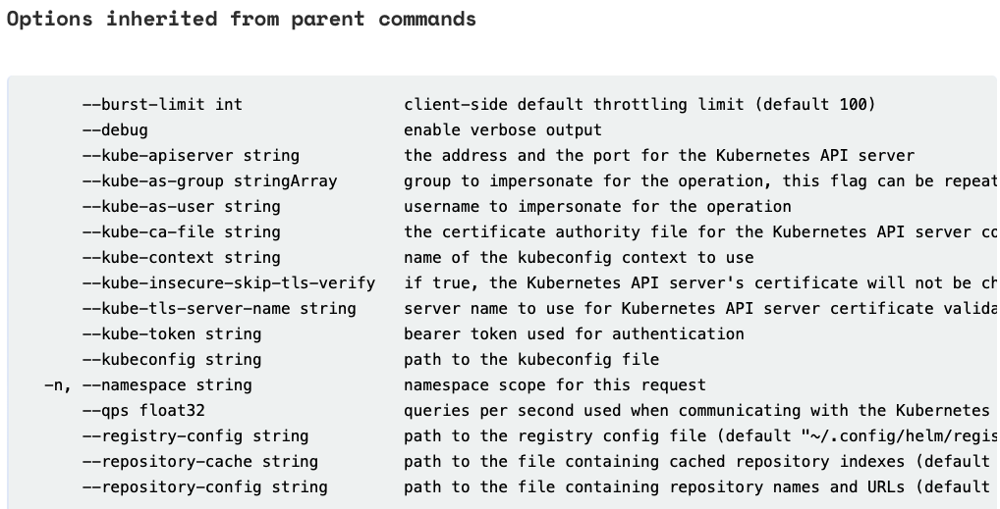 Options inherited from parent commands
--burst-limit int client-side default throttling limit (default 100)
--debug enable verbose output
--kube-apiserver string the address and the port for the Kubernetes API server
--kube-as-group stringArray group to impersonate for the operation, this flag can be repeat
--kube-as-user string username to impersonate for the operation
--kube-ca-file string the certificate authority file for the Kubernetes API server co
--kube-context string name of the kubeconfig context to use
--kube-insecure-skip-tls-verify if true, the Kubernetes API server's certificate will not be ch
--kube-tls-server-name string server name to use for Kubernetes API server certificate valida
--kube-token string bearer token used for authentication
--kubeconfig string path to the kubeconfig file
-n, --namespace string namespace scope for this request
--qps float32 queries per second used when communicating with the Kubernetes
--registry-config string path to the registry config file (default "~/.config/helm/regis
--repository-cache string path to the file containing cached repository indexes (default
--repository-config string path to the file containing repository names and URLs (default